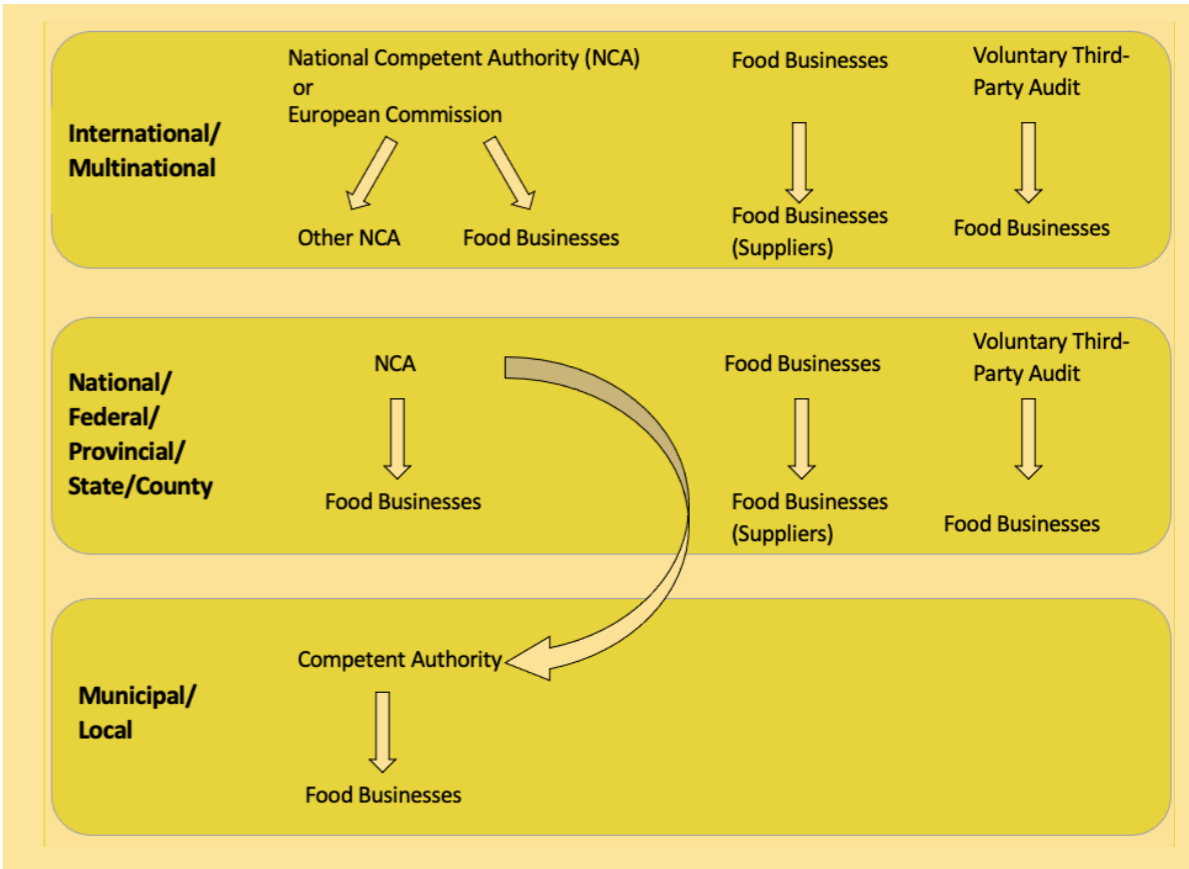 International/
Multinational
National Competent Authority (NCA)
or
European Commission
Other NCA
Food Businesses
Food Businesses
Food Businesses
(Suppliers)
Voluntary Third-
Party Audit
Food Businesses
National/
Federal/
Provincial/
State/County
NCA
Food Businesses
Food Businesses
Food Businesses
(Suppliers)
Voluntary Third-
Party Audit
Food Businesses
Municipal/
Local
Competent Authority
Food Businesses